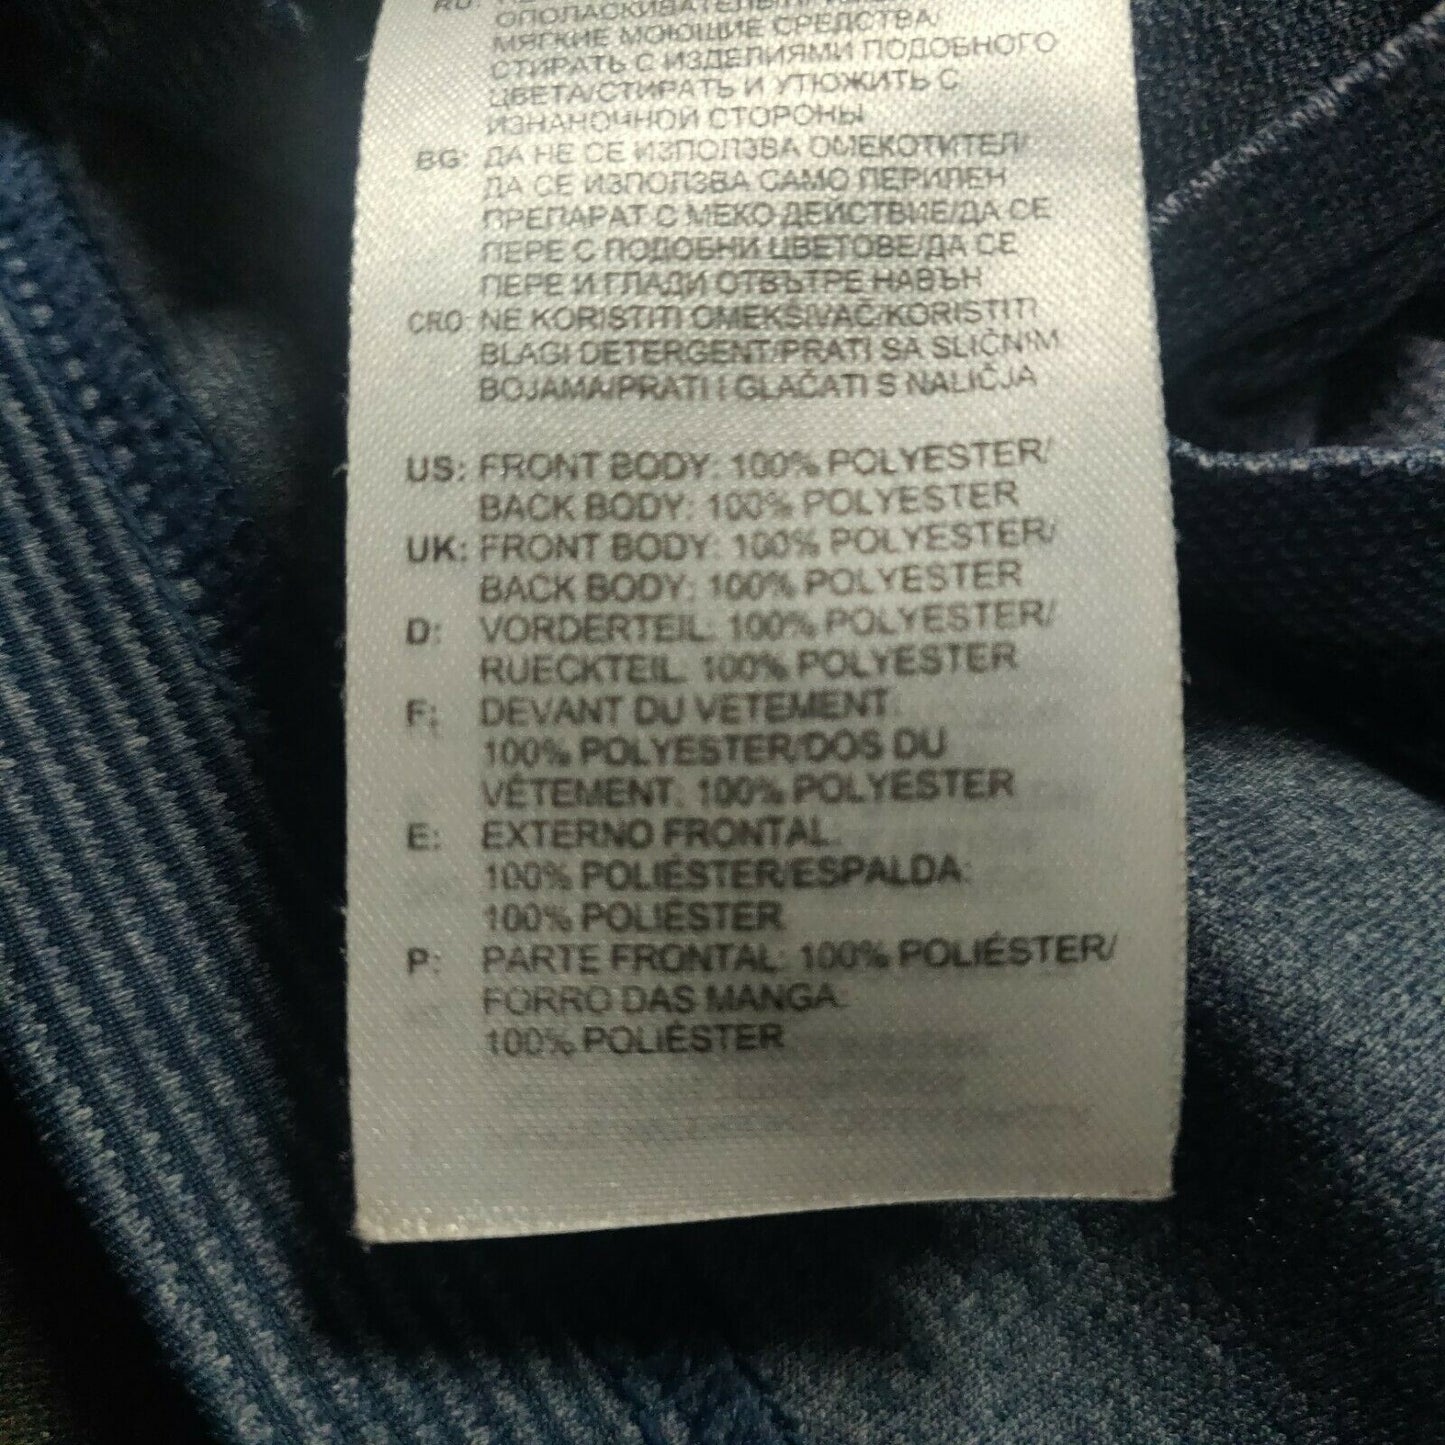 RU:
МЯГКИЕ МОЮЩИЕ СРЕДСТВА/
СТИРАТЬ С ИЗДЕЛИЯМИ ПОДОБНОГО
ЦВЕТА/СТИРАТЬ И УТЮЖИТЬ С
ИЗНАНОЧНОЙ СТОРОНЫ
BG: ДА НЕ СЕ ИЗПОЛЗВА ОМЕКОТИТЕЛ/
ДА СЕ ИЗПОЛЗВА САМО ПЕРИЛЕН
ПРЕПАРАТ С МЕКО ДЕЙСТВИЕ/ДА СЕ
ПЕРЕ С ПОДОБНИ ЦВЕТОВЕ/ДА СЕ
ПЕРЕ И ГЛАДИ ОТВЪТРЕ НАВЪН
CRO: NE KORISTITI OMEKSIVAČ/KORISTITI
BLAGI DETERGENT/PRATI SA SLIČNIM
BOJAMA/PRATI I GLAČATI S NALIČJA
US: FRONT BODY: 100% POLYESTER/
BACK BODY: 100% POLYESTER
UK: FRONT BODY: 100% POLYESTER/
BACK BODY: 100% POLYESTER
D: VORDERTEIL: 100% POLYESTER/
RUECKTEIL: 100% POLYESTER
F: DEVANT DU VETEMENT:
100% POLYESTER/DOS DU
VÊTEMENT: 100% POLYESTER
E: EXTERNO FRONTAL:
100% POLIÉSTER/ESPALDA:
100% POLIÉSTER
P: PARTE FRONTAL: 100% POLIÉSTER/
FORRO DAS MANGA:
100% POLIÉSTER